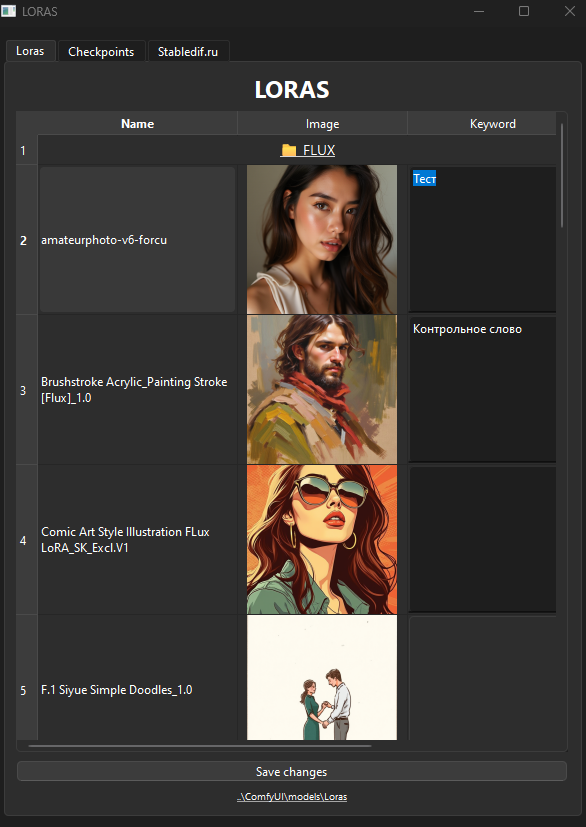 LORAS
Loras Checkpoints Stabledif.ru
LORAS
Name Image Keyword
1 FLUX
2 amateurphoto-v6-forcu Тест
3 Brushstroke Acrylic_Painting Stroke
[Flux]_1.0
Контрольное слово
4 Comic Art Style Illustration FLux
LoRA_SK_Excl.V1
5 F.1 Siyue Simple Doodles_1.0
Save changes
..\ComfyUI\models\Loras